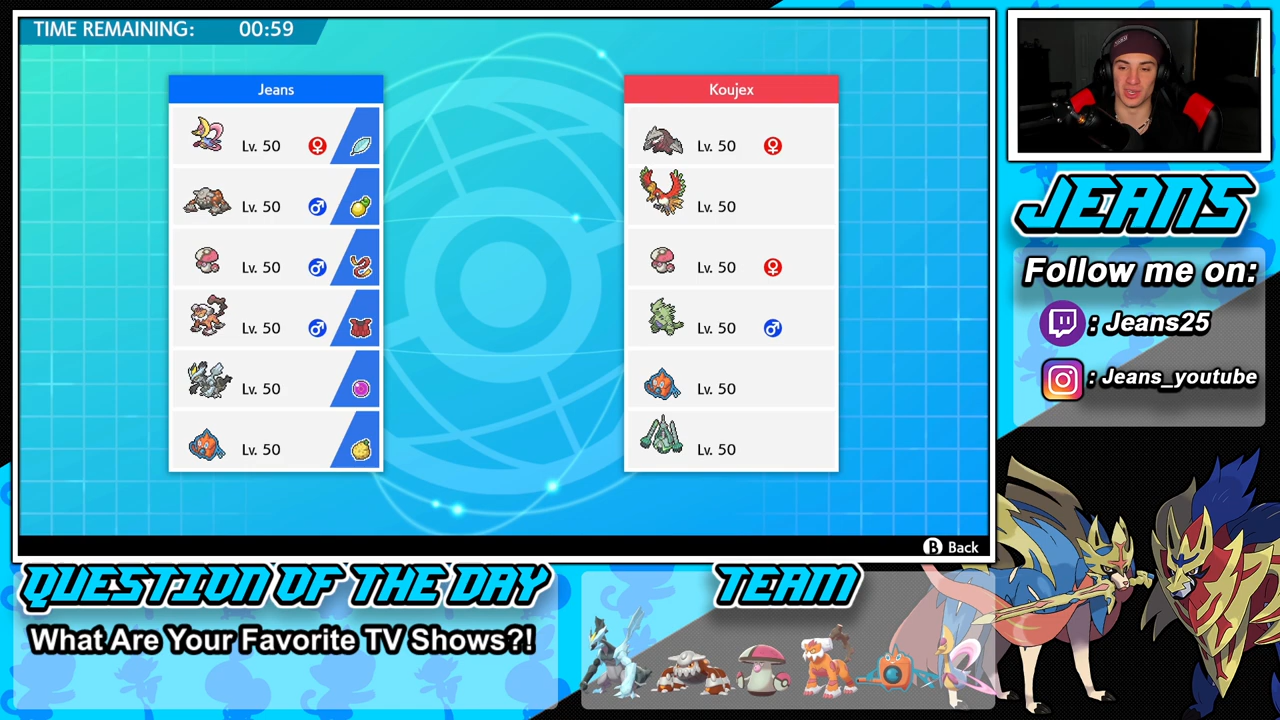 TIME REMAINING: 00:59
Jeans
Koujex
Lv. 50
Lv. 50
Lv. 50
Lv. 50
Lv. 50
Lv. 50
Lv. 50
Lv. 50
Lv. 50
Lv. 50
Lv. 50
Lv. 50
B Back
JEANS
Follow me on:
: Jeans25
: Jeans_youtube
QUESTION OF THE DAY
What Are Your Favorite TV Shows?!
TEAM